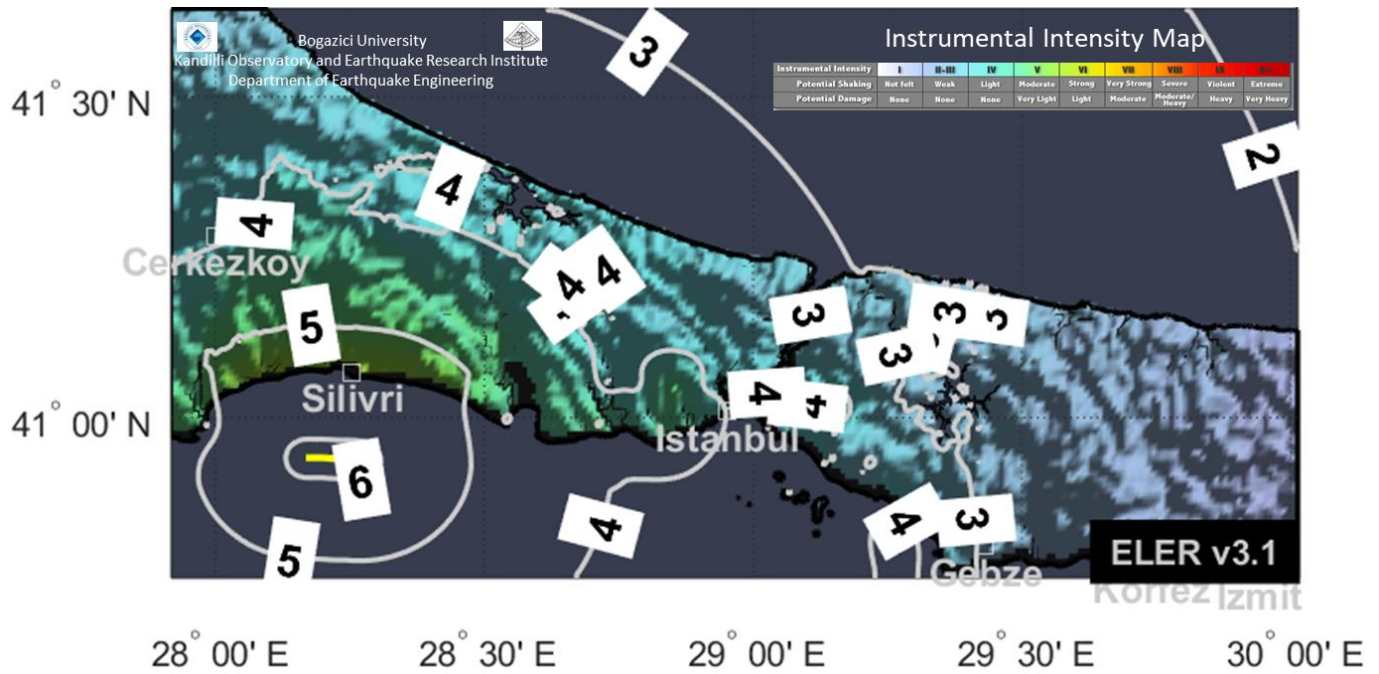 Bogazici University
Kandilli Observatory and Earthquake Research Institute
Department of Earthquake Engineering
Instrumental Intensity Map
Instrumental Intensity I II-III IV V VI VII VIII IX
Potential Shaking Not felt Weak Light Moderate Strong Very Strong Severe Violent Extreme
Potential Damage None None None Very Light Light Moderate Moderate/Heavy Heavy Very Heavy
3
41° 30' N
2
4
4
Cerkezkoy
4
4
5
3
3
3
Silivri
4
4
41° 00' N
Istanbul
6
4
4
3
5
ELER v3.1
Gebze
Korfez Izmit
28° 00' E 28° 30' E 29° 00' E 29° 30' E 30° 00' E